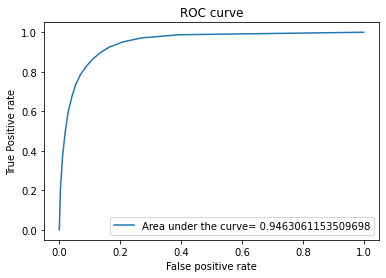 ROC curve
1.0
0.8
0.6
0.4
0.2
0.0
True Positive rate
Area under the curve= 0.9463061153509698
0.0 0.2 0.4 0.6 0.8 1.0
False positive rate